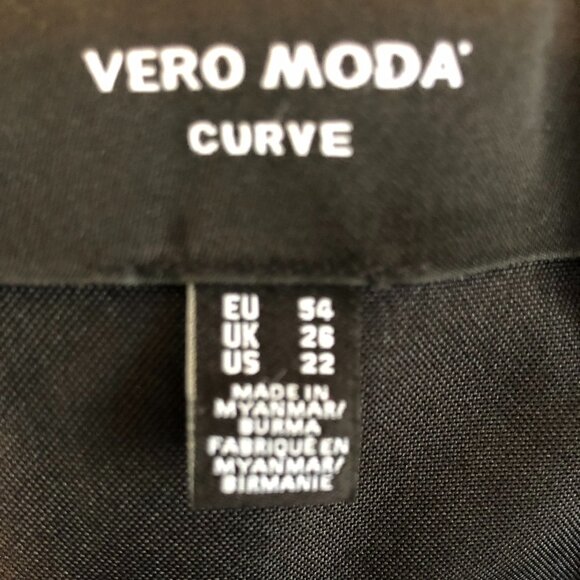 VERO MODA
CURVE
EU 54
UK 26
US 22
MADE IN
MYANMAR/
BURMA
FABRIQUÉ EN
MYANMAR/
BIRMANIE